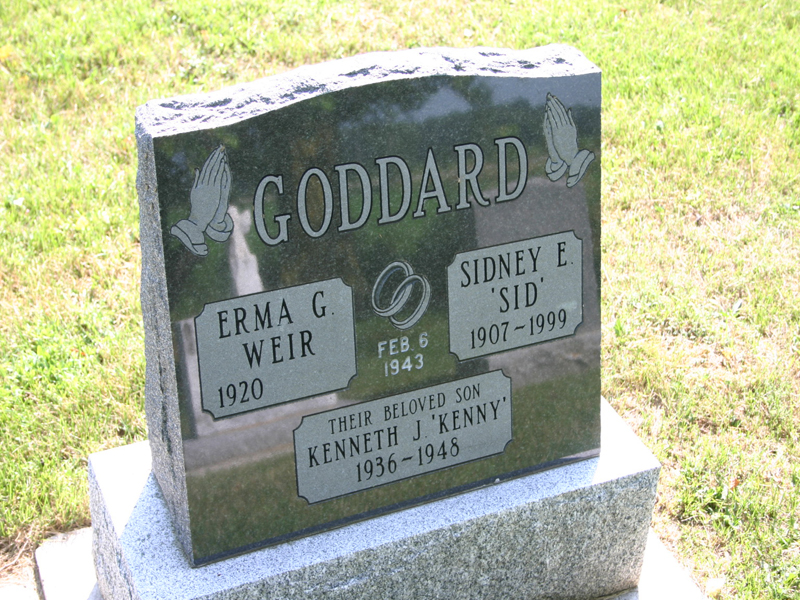 GODDARD
ERMA G.
WEIR
1920
FEB. 6
1943
SIDNEY E.
'SID'
1907~1999
THEIR BELOVED SON
KENNETH J. 'KENNY'
1936~1948